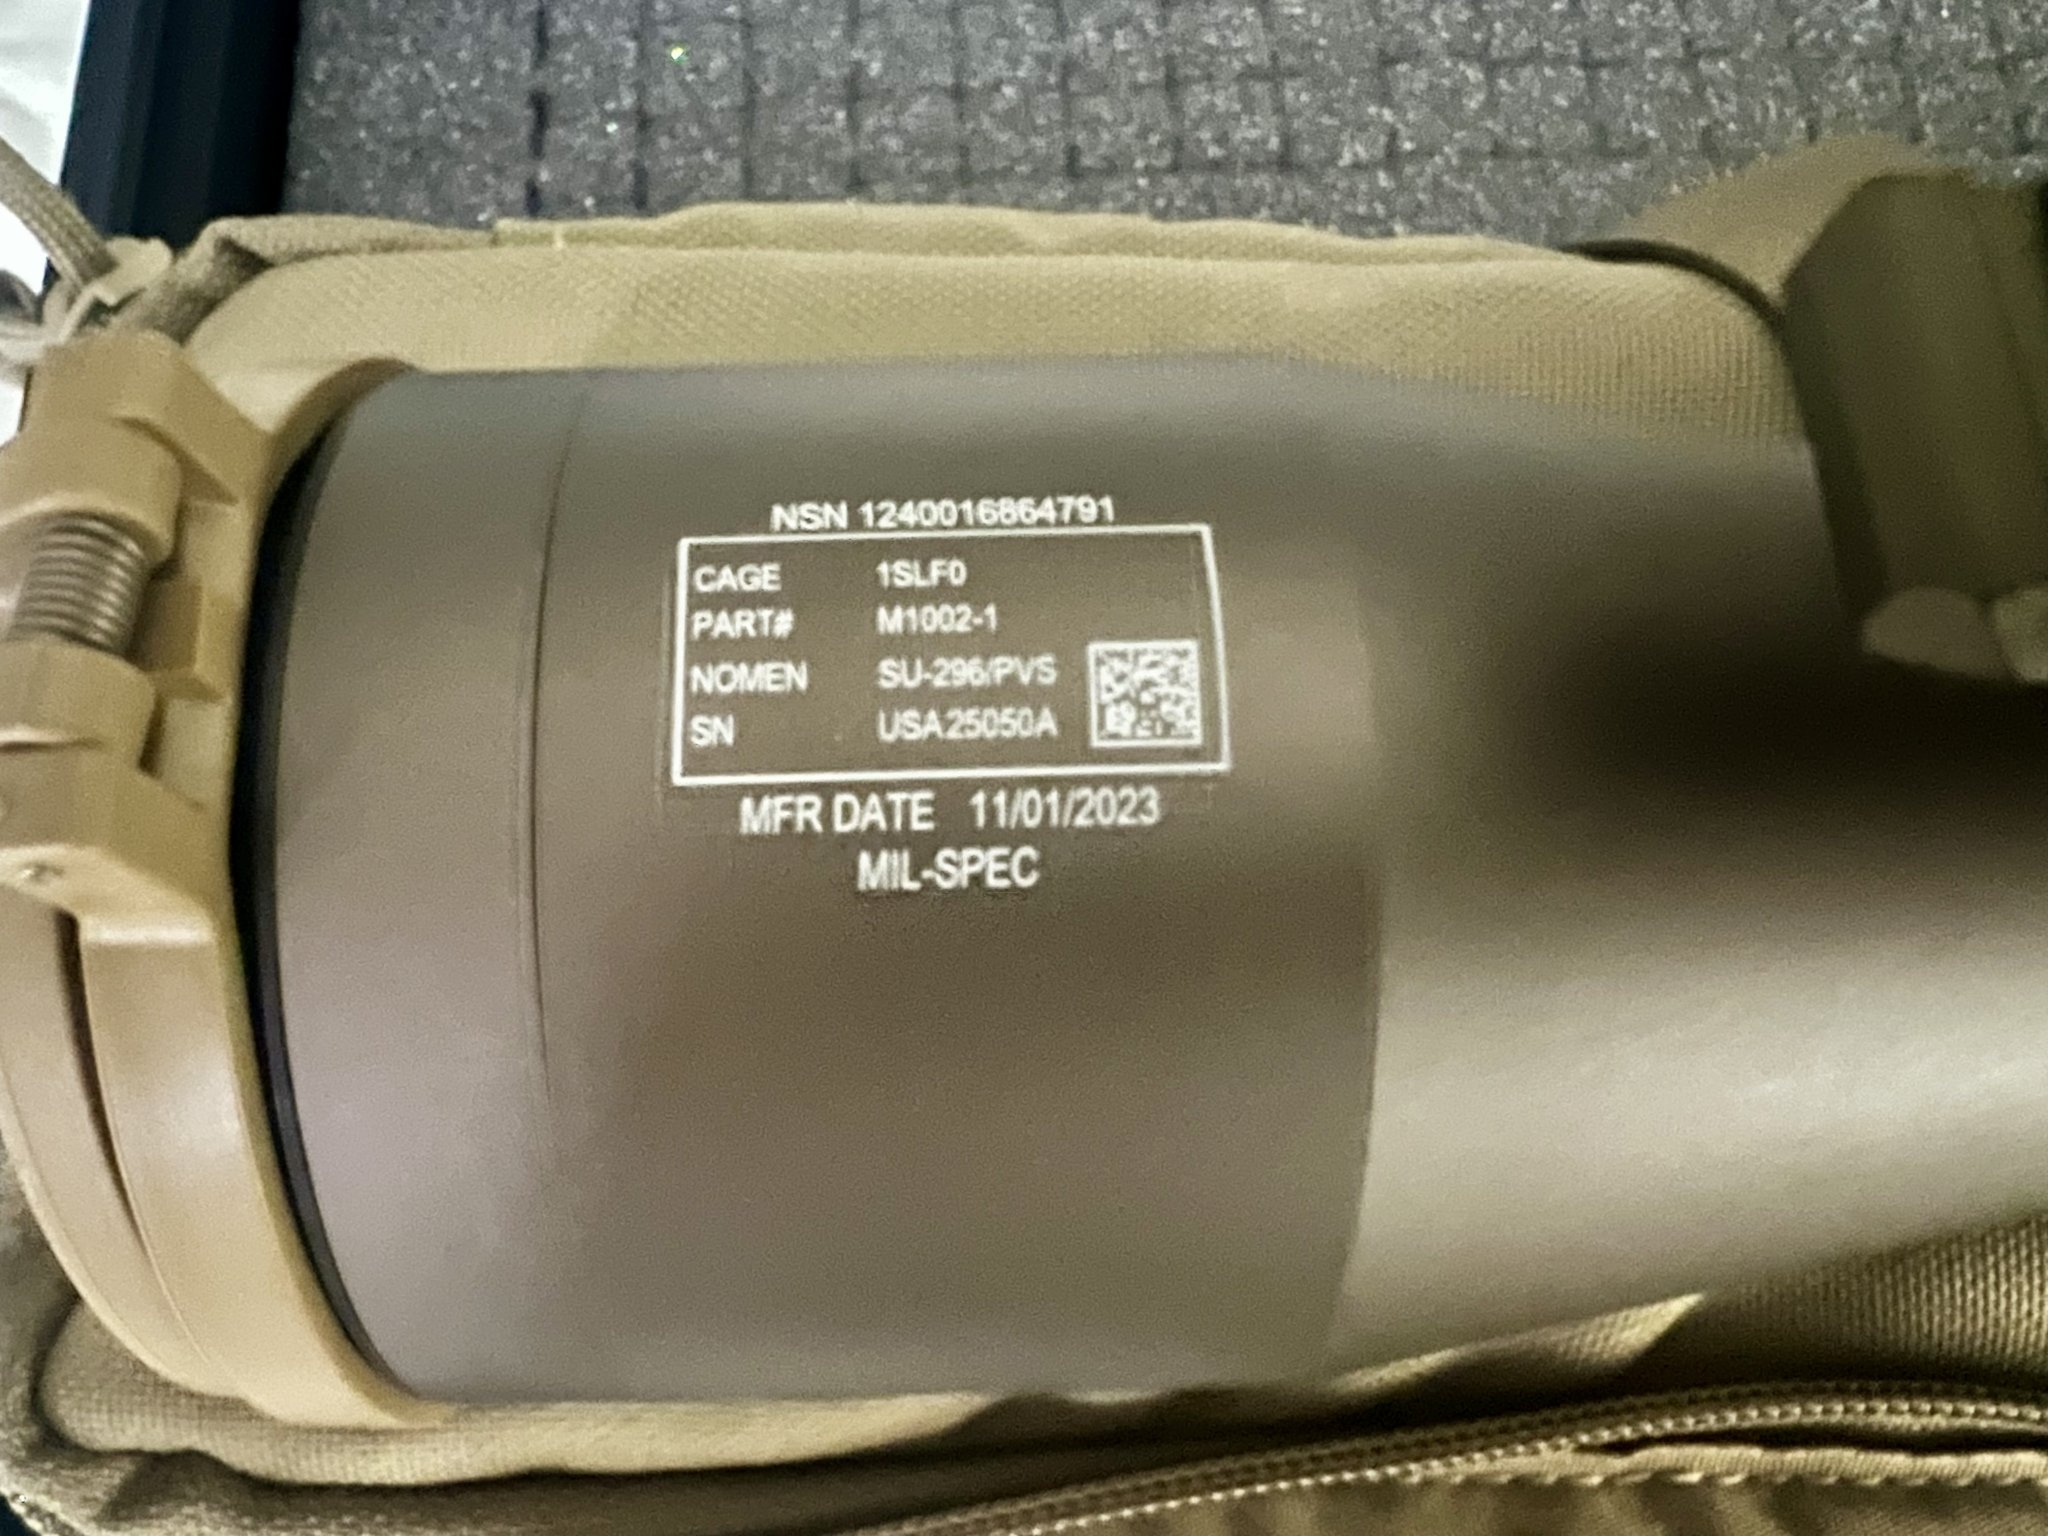 NSN 1240016864791
CAGE 1SLF0
PART# M1002-1
NOMEN SU-296/PVS
SN USA25050A
MFR DATE 11/01/2023
MIL-SPEC